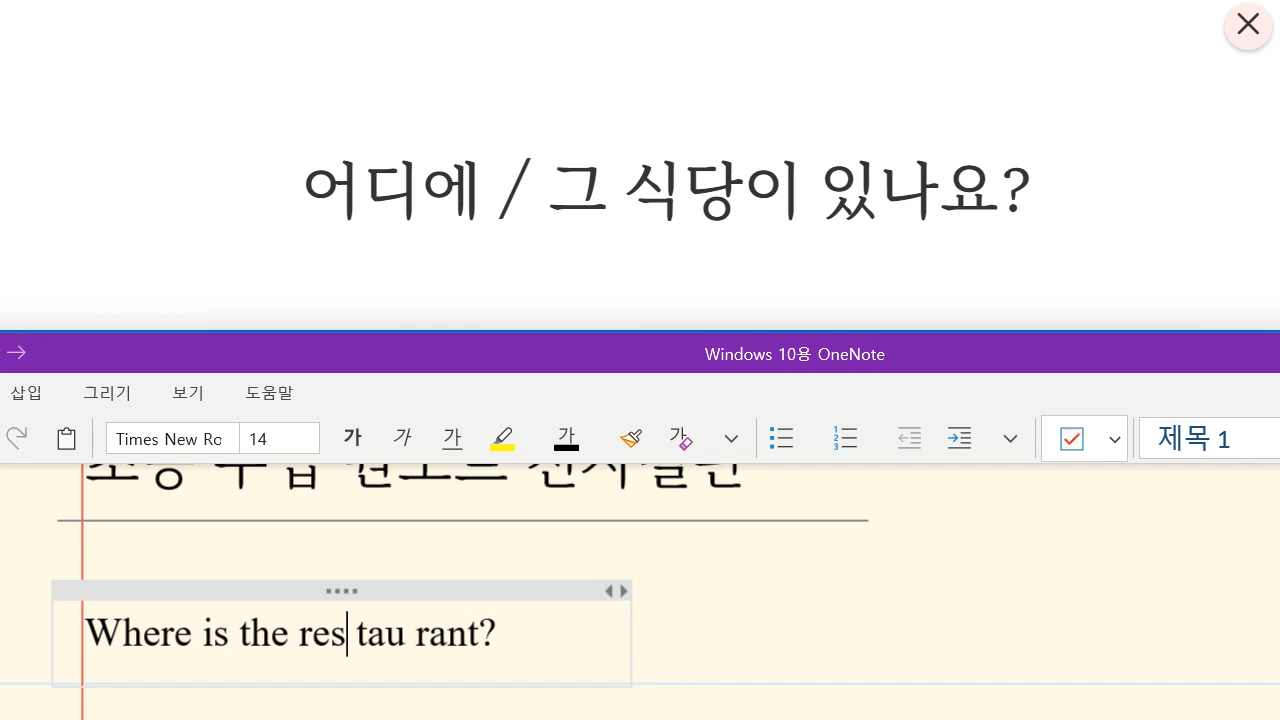 어디에 / 그 식당이 있나요?
Windows 10용 OneNote
삽입 그리기 보기 도움말
Times New Ro 14 가 가 가 가 가 제목 1
Where is the res tau rant?